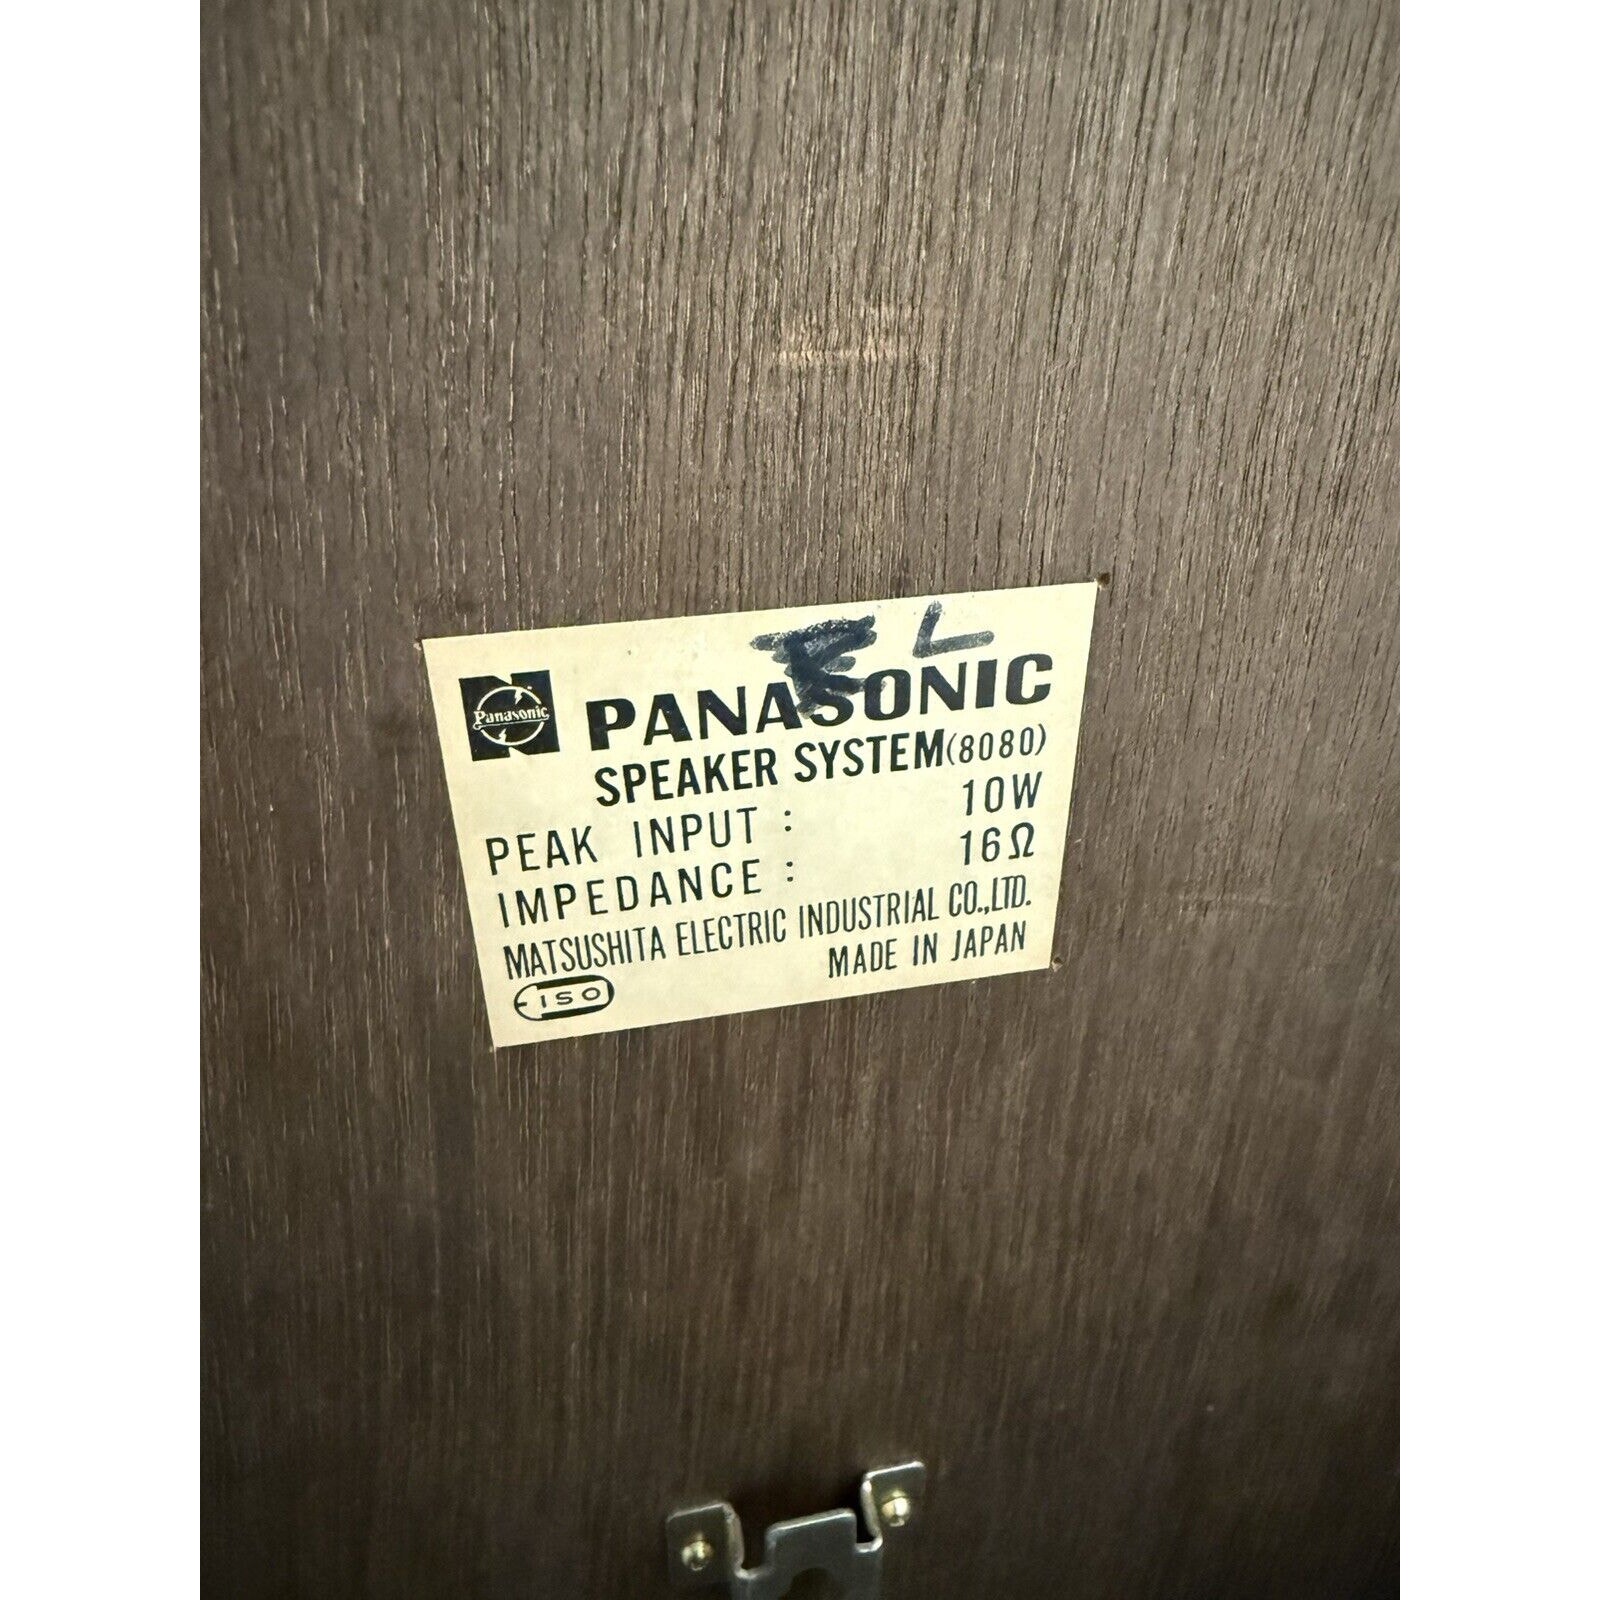 L
Panasonic
PANASONIC
SPEAKER SYSTEM(8080)
PEAK INPUT : 10W
IMPEDANCE : 16Ω
MATSUSHITA ELECTRIC INDUSTRIAL CO.,LTD.
MADE IN JAPAN
ISO